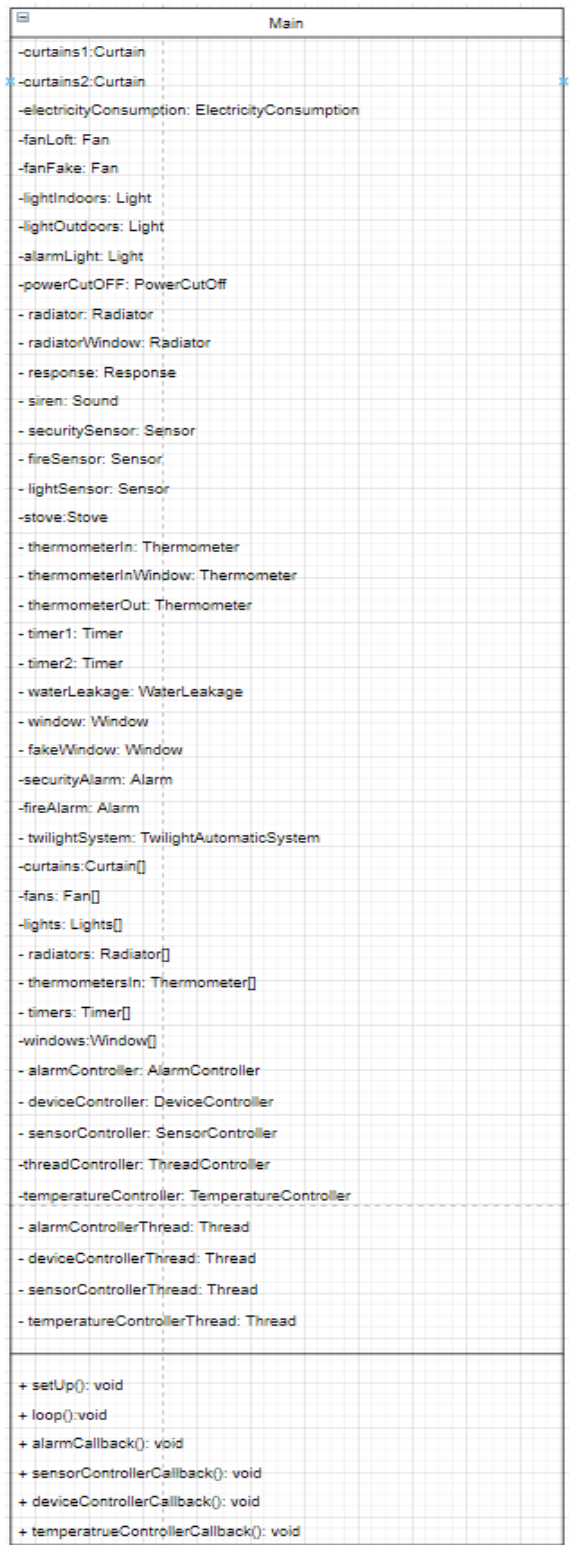 Main
-curtains1:Curtain
-curtains2:Curtain
-electricityConsumption: ElectricityConsumption
-fanLoft: Fan
-fanFake: Fan
-lightIndoors: Light
-lightOutdoors: Light
-alarmLight: Light
-powerCutOFF: PowerCutOff
- radiator: Radiator
- radiatorWindow: Radiator
- response: Response
- siren: Sound
- securitySensor: Sensor
- fireSensor: Sensor
- lightSensor: Sensor
-stove:Stove
- thermometerIn: Thermometer
- thermometerInWindow: Thermometer
- thermometerOut: Thermometer
- timer1: Timer
- timer2: Timer
- waterLeakage: WaterLeakage
- window: Window
- fakeWindow: Window
-securityAlarm: Alarm
-fireAlarm: Alarm
- twilightSystem: TwilightAutomaticSystem
-curtains:Curtain[]
-fans: Fan[]
-lights: Lights[]
- radiators: Radiator[]
- thermometersIn: Thermometer[]
- timers: Timer[]
-windows:Window[]
- alarmController: AlarmController
- deviceController: DeviceController
- sensorController: SensorController
-threadController: ThreadController
-temperatureController: TemperatureController
- alarmControllerThread: Thread
- deviceControllerThread: Thread
- sensorControllerThread: Thread
- temperatureControllerThread: Thread
+ setUp(): void
+ loop():void
+ alarmCallback(): void
+ sensorControllerCallback(): void
+ deviceControllerCallback(): void
+ temperatrueControllerCallback(): void